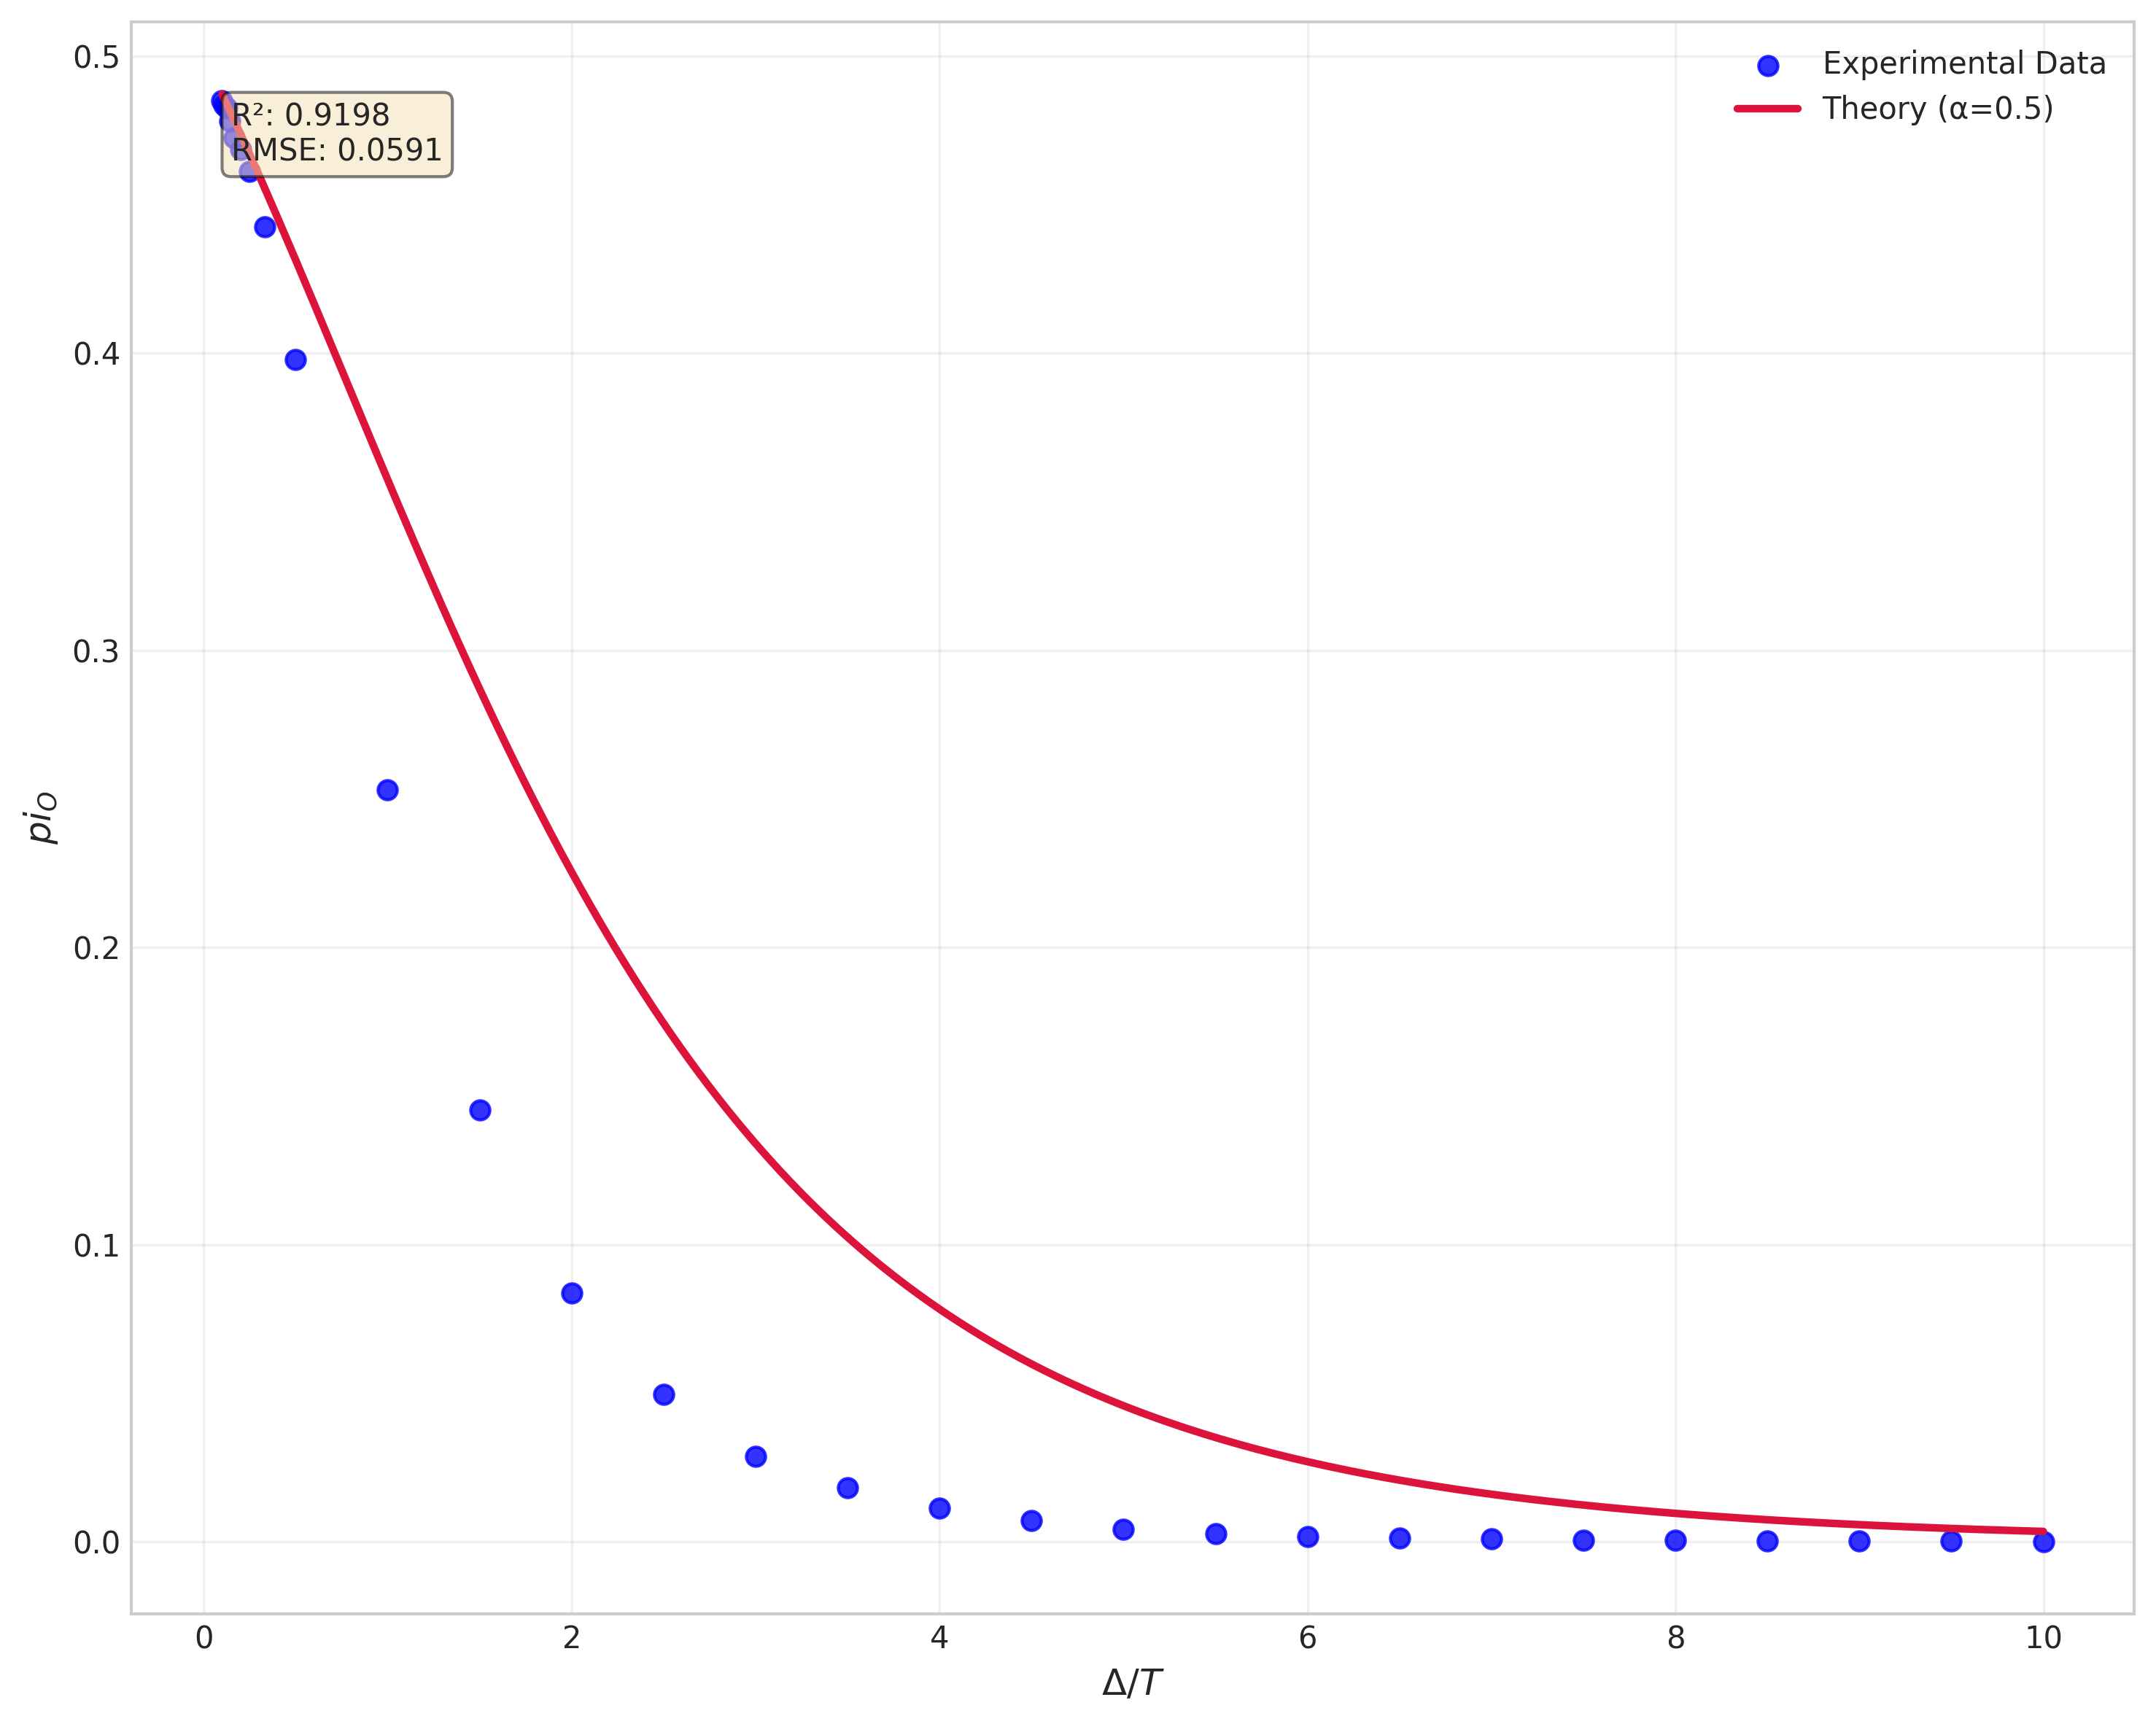 0.5
0.4
0.3
0.2
0.1
0.0
pi_O
R²: 0.9198
RMSE: 0.0591
Experimental Data
Theory (α=0.5)
0 2 4 6 8 10
Δ/T